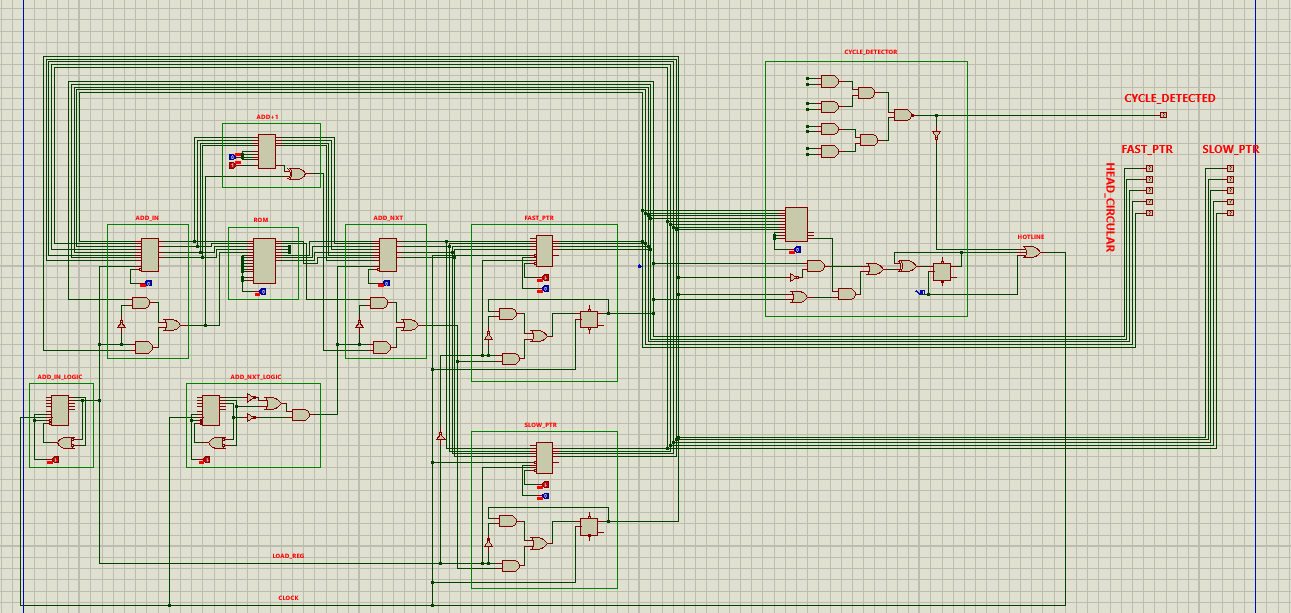 CYCLE_DETECTOR
CYCLE_DETECTED
FAST_PTR
SLOW_PTR
HEAD_CIRCULAR
ADD+1
ADD_IN
ROM
ADD_NXT
FAST_PTR
HOTLINE
ADD_IN_LOGIC
ADD_NXT_LOGIC
SLOW_PTR
LOAD_REG
CLOCK